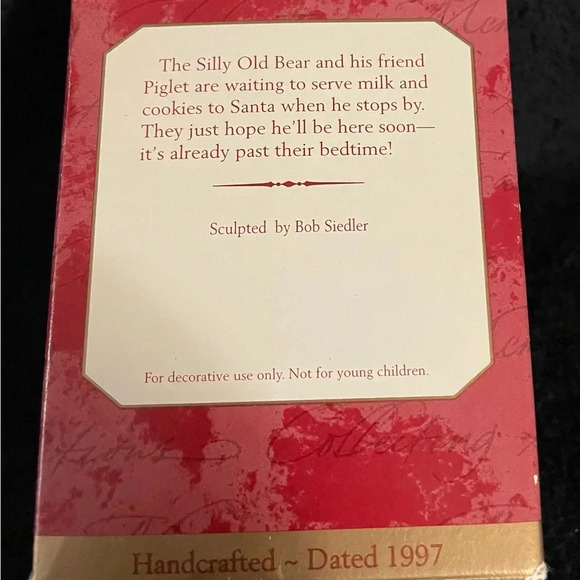 The Silly Old Bear and his friend
Piglet are waiting to serve milk and
cookies to Santa when he stops by.
They just hope he'll be here soon—
it's already past their bedtime!
Sculpted by Bob Siedler
For decorative use only. Not for young children.
Collecting
Handcrafted ~ Dated 1997